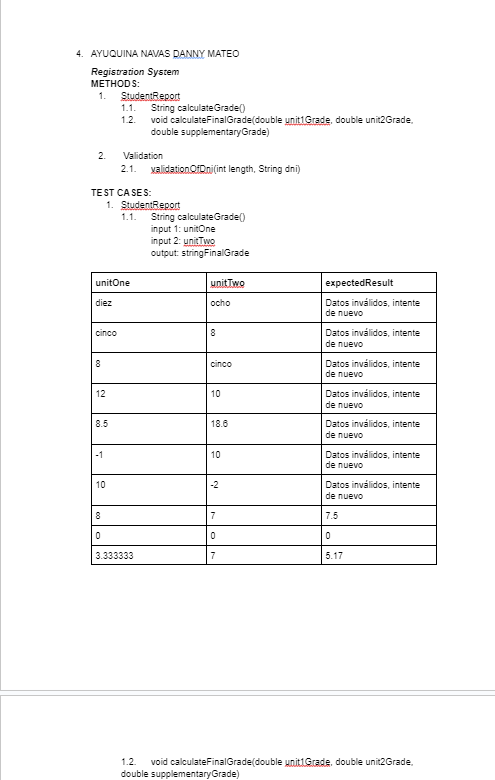 4. AYUQUINA NAVAS DANNY MATEO
Registration System
METHODS:
1. StudentReport
1.1. String calculateGrade()
1.2. void calculateFinalGrade(double unit1Grade, double unit2Grade,
double supplementaryGrade)
2. Validation
2.1. validationOfDni(int length, String dni)
TEST CASES:
1. StudentReport
1.1. String calculateGrade()
input 1: unitOne
input 2: unitTwo
output: stringFinalGrade
unitOne unitTwo expectedResult
diez ocho Datos inválidos, intente
de nuevo
cinco 8 Datos inválidos, intente
de nuevo
8 cinco Datos inválidos, intente
de nuevo
12 10 Datos inválidos, intente
de nuevo
8.5 18.6 Datos inválidos, intente
de nuevo
-1 10 Datos inválidos, intente
de nuevo
10 -2 Datos inválidos, intente
de nuevo
8 7 7.5
0 0 0
3.333333 7 5.17
1.2. void calculateFinalGrade(double unit1Grade, double unit2Grade,
double supplementaryGrade)